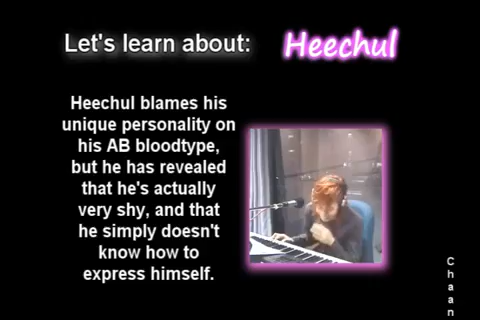 Let's learn about: Heechul
Heechul blames his
unique personality on
his AB bloodtype,
but he has revealed
that he's actually
very shy, and that
he simply doesn't
know how to
express himself.
Chaan